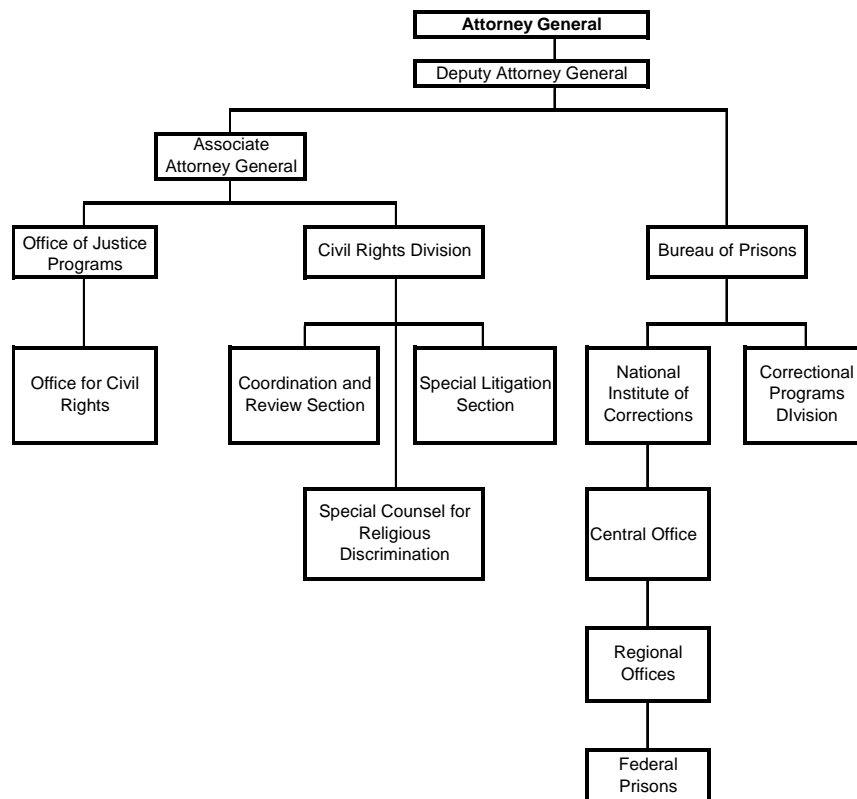 Attorney General
Deputy Attorney General
Associate
Attorney General
Office of Justice
Programs
Civil Rights Division
Bureau of Prisons
Office for Civil
Rights
Coordination and
Review Section
Special Litigation
Section
National
Institute of
Corrections
Correctional
Programs
DIvision
Special Counsel for
Religious
Discrimination
Central Office
Regional
Offices
Federal
Prisons